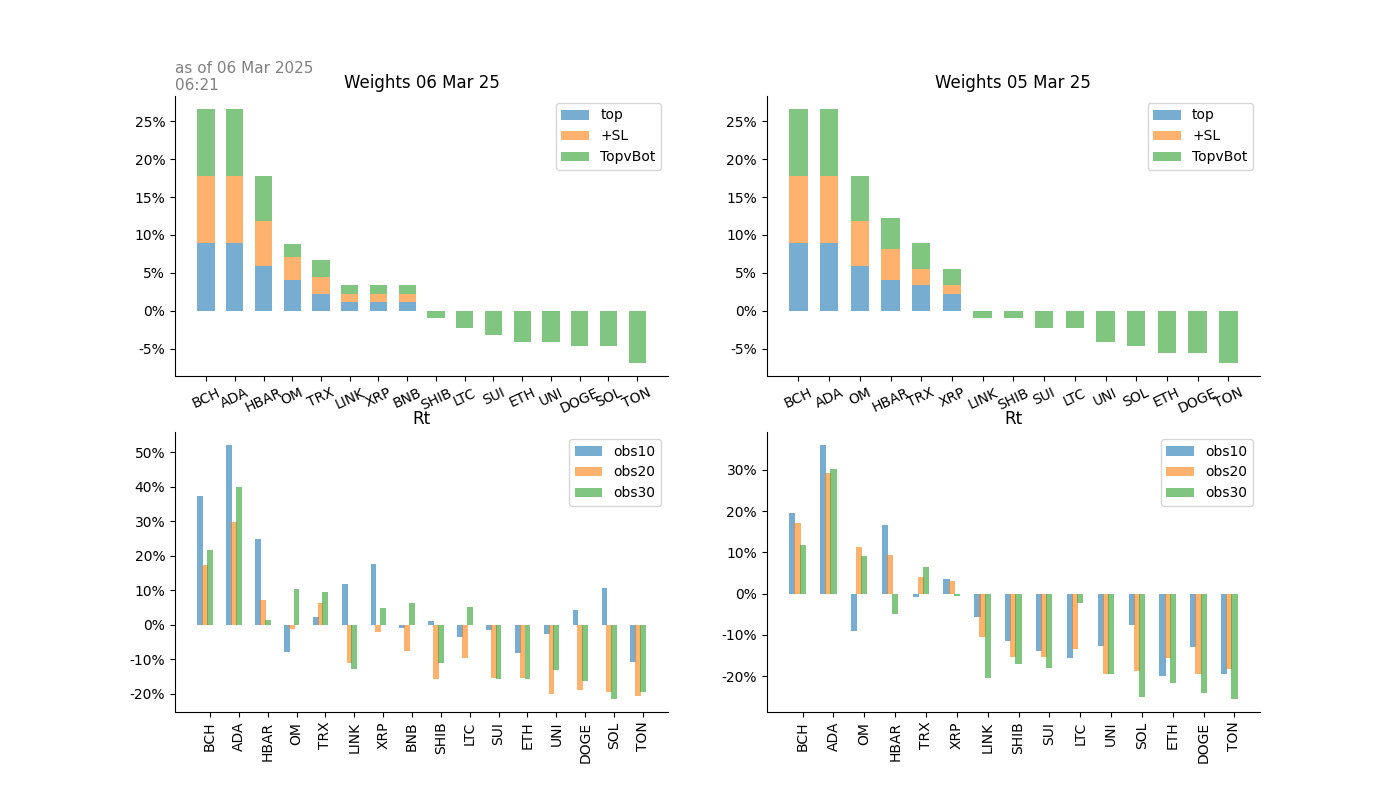 as of 06 Mar 2025
06:21
Weights 06 Mar 25
25%
20%
15%
10%
5%
0%
-5%
top
+SL
TopvBot
BCH ADA HBAR OM TRX LINK XRP BNB SHIB LTC SUI ETH UNI DOGE SOL TON
Weights 05 Mar 25
25%
20%
15%
10%
5%
0%
-5%
top
+SL
TopvBot
BCH ADA OM HBAR TRX XRP LINK SHIB SUI LTC UNI SOL ETH DOGE TON
Rt
50%
40%
30%
20%
10%
0%
-10%
-20%
obs10
obs20
obs30
BCH ADA HBAR OM TRX LINK XRP BNB SHIB LTC SUI ETH UNI DOGE SOL TON
Rt
30%
20%
10%
0%
-10%
-20%
obs10
obs20
obs30
BCH ADA OM HBAR TRX XRP LINK SHIB SUI LTC UNI SOL ETH DOGE TON